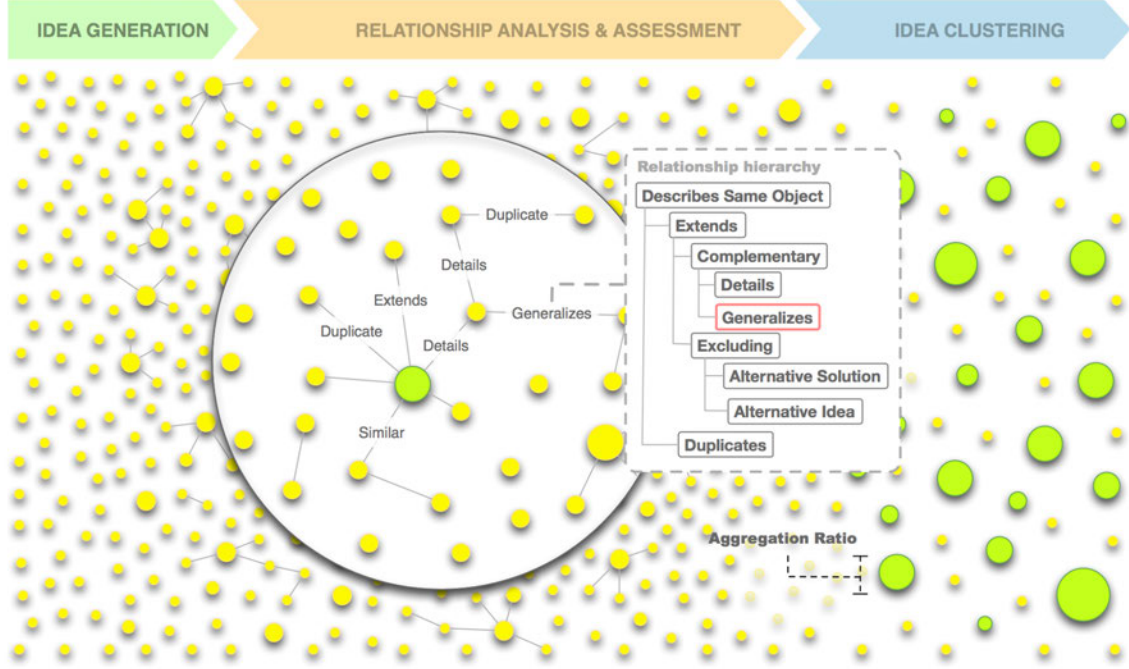 IDEA GENERATION
RELATIONSHIP ANALYSIS & ASSESSMENT
IDEA CLUSTERING
Duplicate
Details
Extends
Generalizes
Duplicate
Details
Similar
Relationship hierarchy
Describes Same Object
Extends
Complementary
Details
Generalizes
Excluding
Alternative Solution
Alternative Idea
Duplicates
Aggregation Ratio